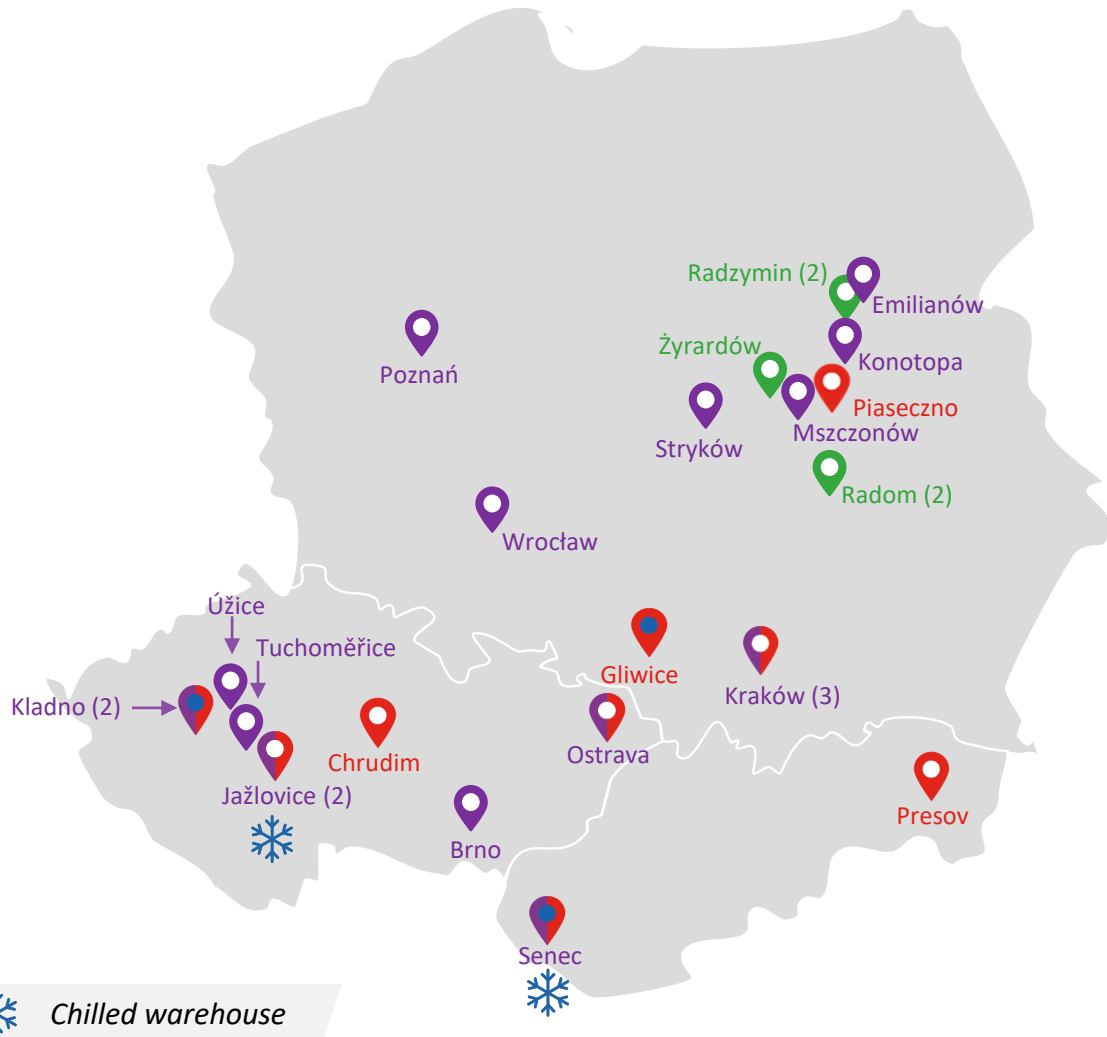 Radzymin (2)
Emilianów
Konotopa
Żyrardów
Poznań
Piaseczno
Mszczonów
Stryków
Radom (2)
Wrocław
Úžice
Tuchoměřice
Gliwice
Kraków (3)
Kladno (2)
Ostrava
Chrudim
Jažlovice (2)
Presov
Brno
Senec
Chilled warehouse